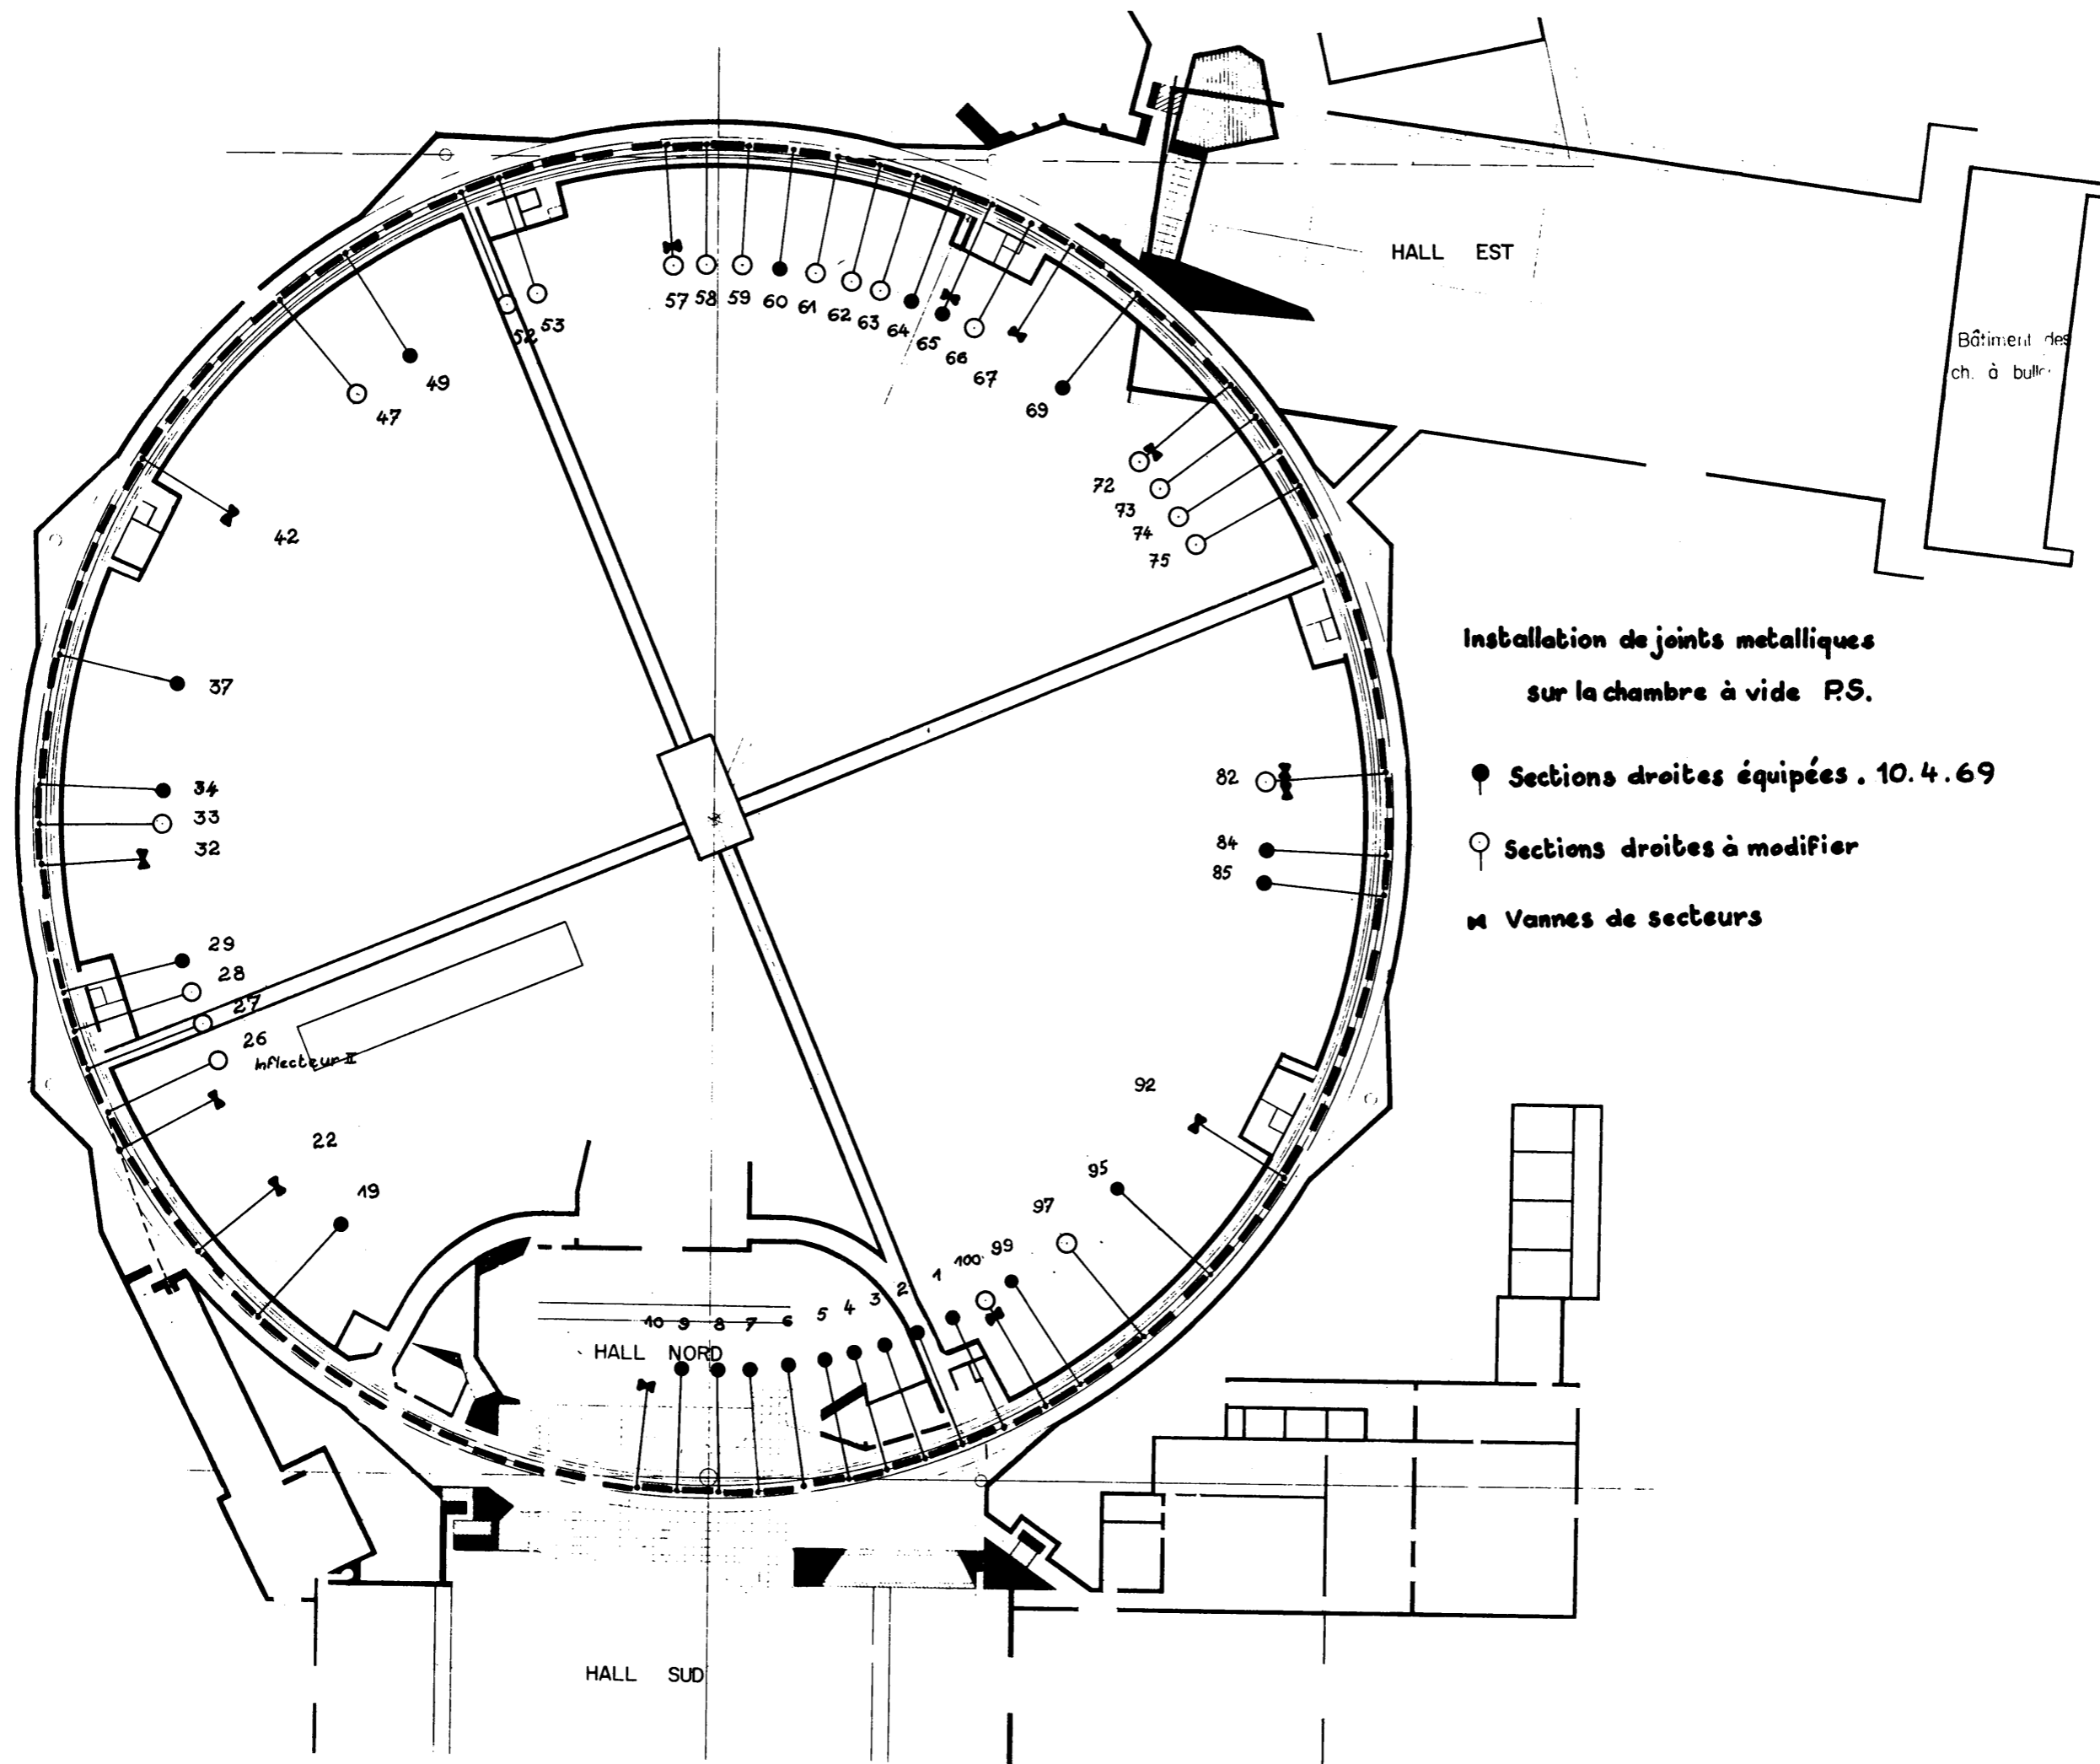 HALL EST
Bâtiment des
ch. à
57 58 59 60 61 62 63 64 65 66 67
52 53
49
47
69
72
73
74
75
42
Installation de joints metalliques
sur la chambre à vide P.S.
Sections droites équipées. 10.4.69
Sections droites à modifier
Vannes de secteurs
37
34
33
32
82
84
85
29
28
27
26
Inflecteur II
22
19
92
95
97
10 9 8 7 6 5 4 3 2 1 100 99
HALL NORD
HALL SUD